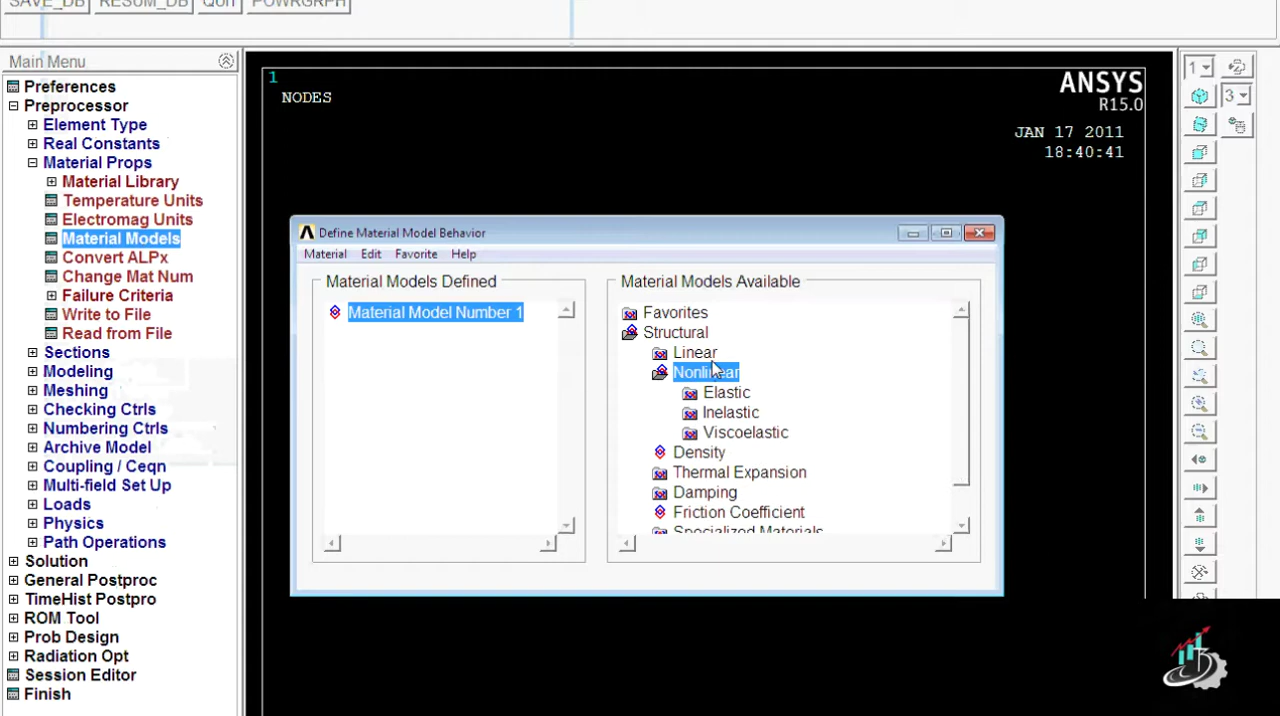 SAVE_DB RESUM_DB QUIT POWRGRPH
Main Menu
Preferences
Preprocessor
Element Type
Real Constants
Material Props
Material Library
Temperature Units
Electromag Units
Material Models
Convert ALPx
Change Mat Num
Failure Criteria
Write to File
Read from File
Sections
Modeling
Meshing
Checking Ctrls
Numbering Ctrls
Archive Model
Coupling / Ceqn
Multi-field Set Up
Loads
Physics
Path Operations
Solution
General Postproc
TimeHist Postpro
ROM Tool
Prob Design
Radiation Opt
Session Editor
Finish
1
NODES
ANSYS
R15.0
JAN 17 2011
18:40:41
Define Material Model Behavior
Material Edit Favorite Help
Material Models Defined
Material Model Number 1
Material Models Available
Favorites
Structural
Linear
Nonlinear
Elastic
Inelastic
Viscoelastic
Density
Thermal Expansion
Damping
Friction Coefficient
Specialized Materials
1
3